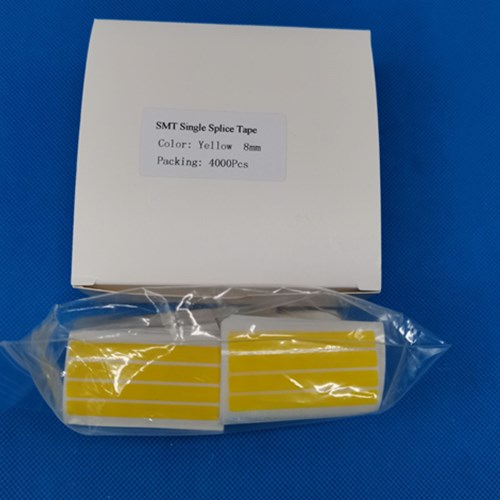 SMT Single Splice Tape
Color: Yellow 8mm
Packing: 4000Pcs